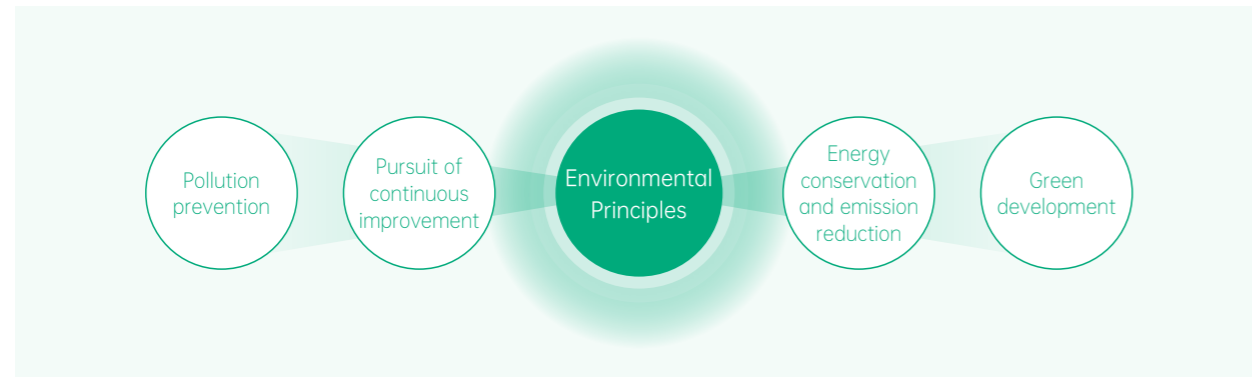 Pollution
prevention
Pursuit of
continuous
improvement
Environmental
Principles
Energy
conservation
and emission
reduction
Green
development